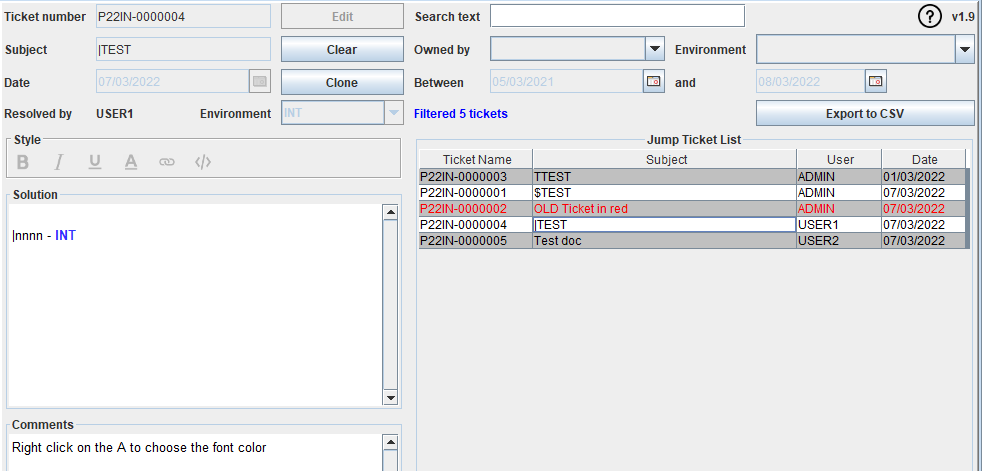 Ticket number P22IN-0000004 Edit Search text ? v1.9
Subject |TEST Clear Owned by Environment
Date 07/03/2022 Clone Between 05/03/2021 and 08/03/2022
Resolved by USER1 Environment INT Filtered 5 tickets Export to CSV
Style
B I U A </>
Solution
|nnnn - INT
Comments
Right click on the A to choose the font color
Jump Ticket List
Ticket Name Subject User Date
P22IN-0000003 TTEST ADMIN 01/03/2022
P22IN-0000001 $TEST ADMIN 07/03/2022
P22IN-0000002 OLD Ticket in red ADMIN 07/03/2022
P22IN-0000004 |TEST USER1 07/03/2022
P22IN-0000005 Test doc USER2 07/03/2022